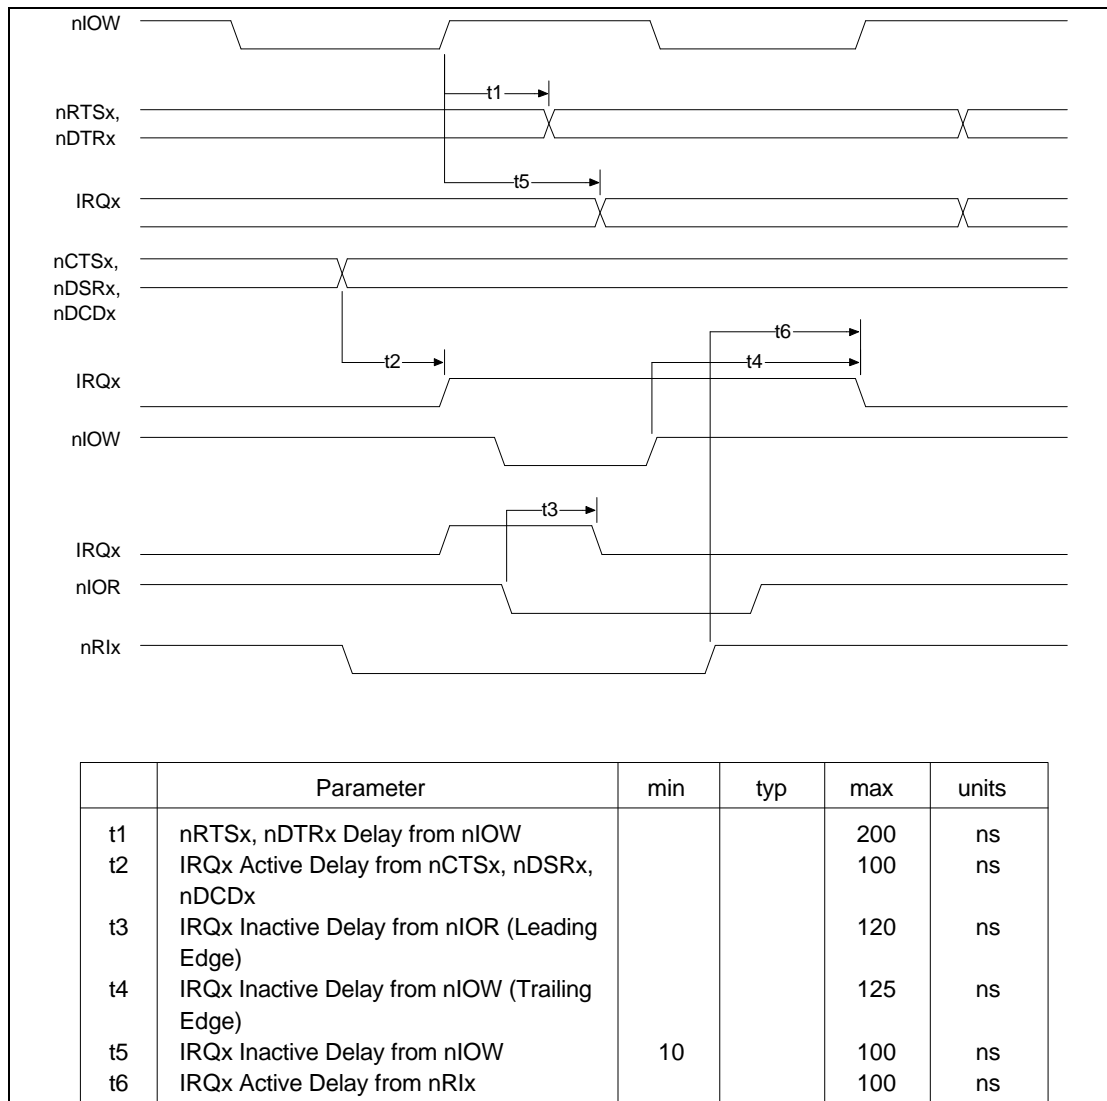 nIOW
t1
nRTSx,
nDTRx
t5
IRQx
nCTSx,
nDSRx,
nDCDx
t6
t2
t4
IRQx
nIOW
t3
IRQx
nIOR
nRIx
Parameter min typ max units
t1 nRTSx, nDTRx Delay from nIOW 200 ns
t2 IRQx Active Delay from nCTSx, nDSRx, 100 ns
nDCDx
t3 IRQx Inactive Delay from nIOR (Leading 120 ns
Edge)
t4 IRQx Inactive Delay from nIOW (Trailing 125 ns
Edge)
t5 IRQx Inactive Delay from nIOW 10 100 ns
t6 IRQx Active Delay from nRIx 100 ns